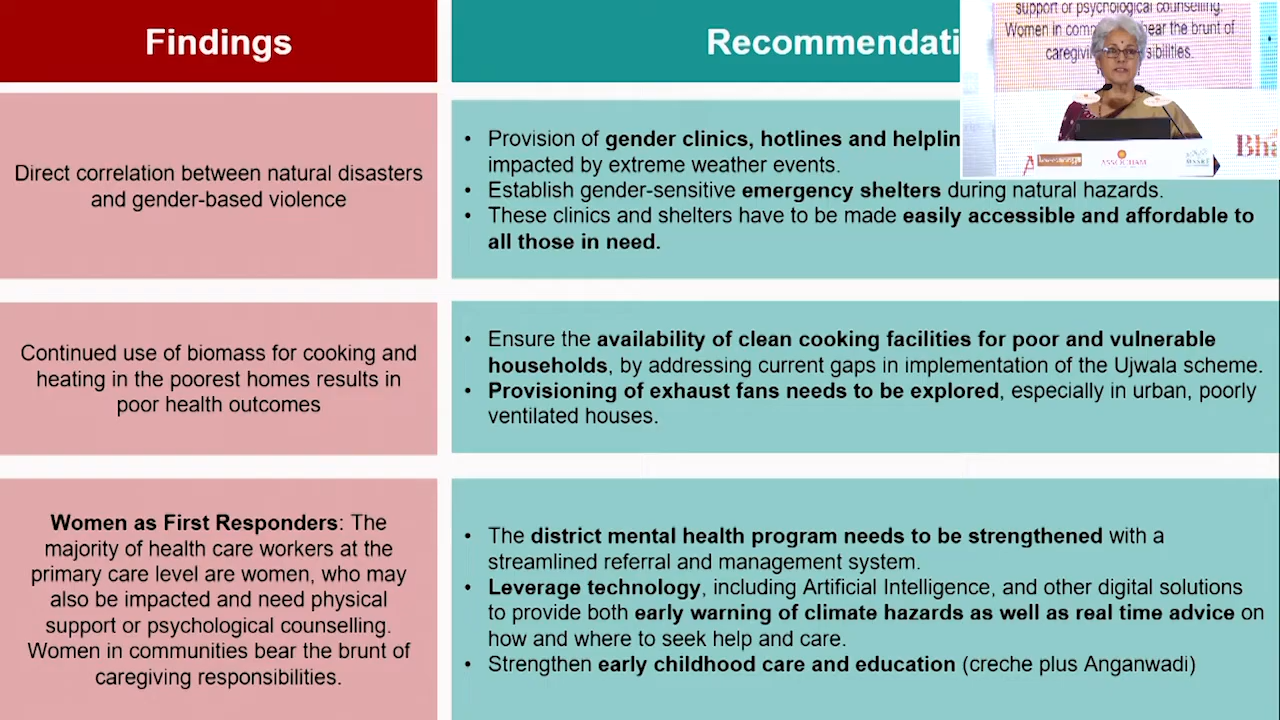 Findings
Recommendati
Direct correlation between natural disasters
and gender-based violence
• Provision of gender clinics, hotlines and helplin
impacted by extreme weather events.
• Establish gender-sensitive emergency shelters during natural hazards.
• These clinics and shelters have to be made easily accessible and affordable to
all those in need.
Continued use of biomass for cooking and
heating in the poorest homes results in
poor health outcomes
• Ensure the availability of clean cooking facilities for poor and vulnerable
households, by addressing current gaps in implementation of the Ujwala scheme.
• Provisioning of exhaust fans needs to be explored, especially in urban, poorly
ventilated houses.
Women as First Responders: The
majority of health care workers at the
primary care level are women, who may
also be impacted and need physical
support or psychological counselling.
Women in communities bear the brunt of
caregiving responsibilities.
• The district mental health program needs to be strengthened with a
streamlined referral and management system.
• Leverage technology, including Artificial Intelligence, and other digital solutions
to provide both early warning of climate hazards as well as real time advice on
how and where to seek help and care.
• Strengthen early childhood care and education (creche plus Anganwadi)
support or psychological counselling.
Women in com bear the brunt of
caregivin sibilities.
ASSOCHAM
Bha